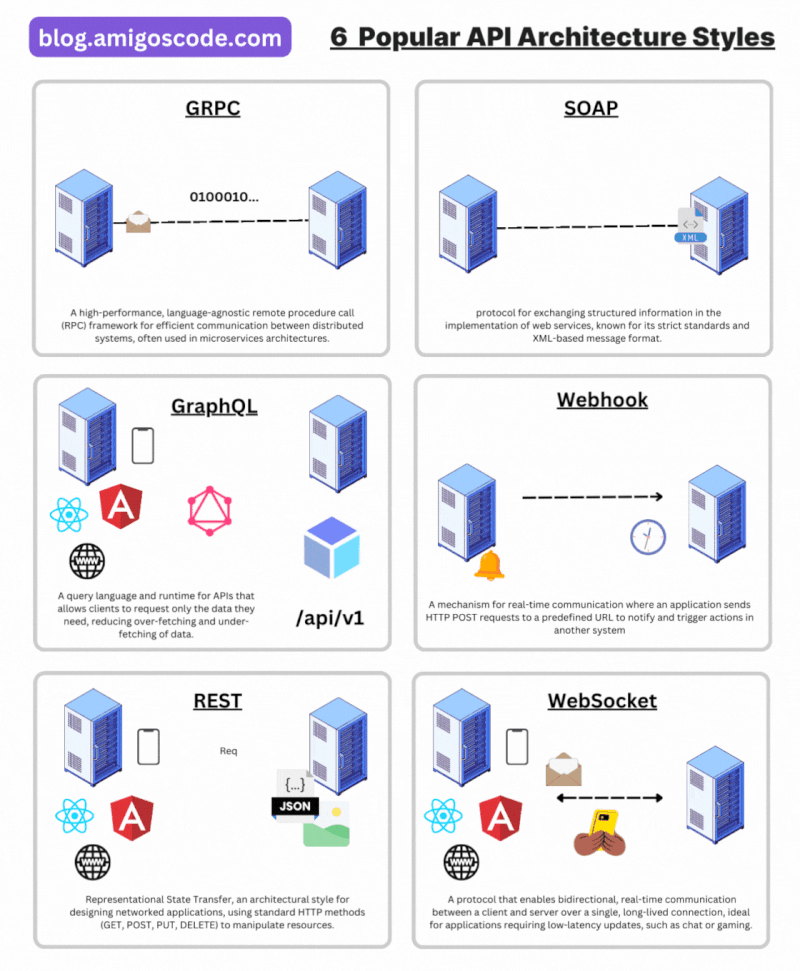 blog.amigoscode.com
6 Popular API Architecture Styles
GRPC
0100010...
A high-performance, language-agnostic remote procedure call
(RPC) framework for efficient communication between distributed
systems, often used in microservices architectures.
SOAP
XML
protocol for exchanging structured information in the
implementation of web services, known for its strict standards and
XML-based message format.
GraphQL
A
WWW
/api/v1
A query language and runtime for APIs that
allows clients to request only the data they
need, reducing over-fetching and under-
fetching of data.
Webhook
A mechanism for real-time communication where an application sends
HTTP POST requests to a predefined URL to notify and trigger actions in
another system
REST
Req
{...}
JSON
A
WWW
Representational State Transfer, an architectural style for
designing networked applications, using standard HTTP methods
(GET, POST, PUT, DELETE) to manipulate resources.
WebSocket
A
WWW
A protocol that enables bidirectional, real-time communication
between a client and server over a single, long-lived connection, ideal
for applications requiring low-latency updates, such as chat or gaming.